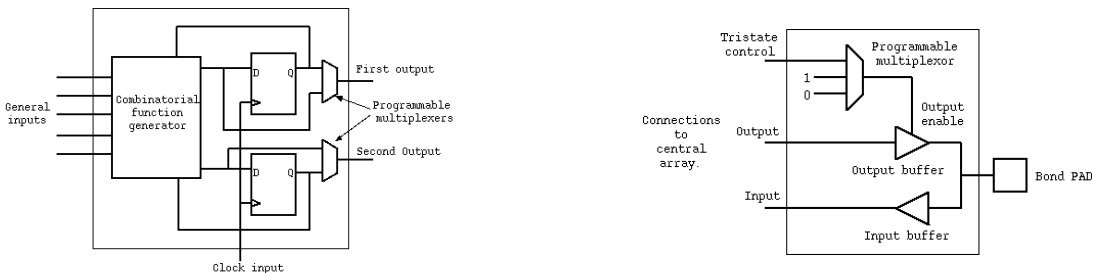 General
inputs
Combinatorial
function
generator
D
Q
First output
Programmable
multiplexers
D
Q
Second Output
Clock input
Tristate
control
1
0
Programmable
multiplexor
Connections
to
central
array.
Output
Output
enable
Output buffer
Input
Input buffer
Bond PAD